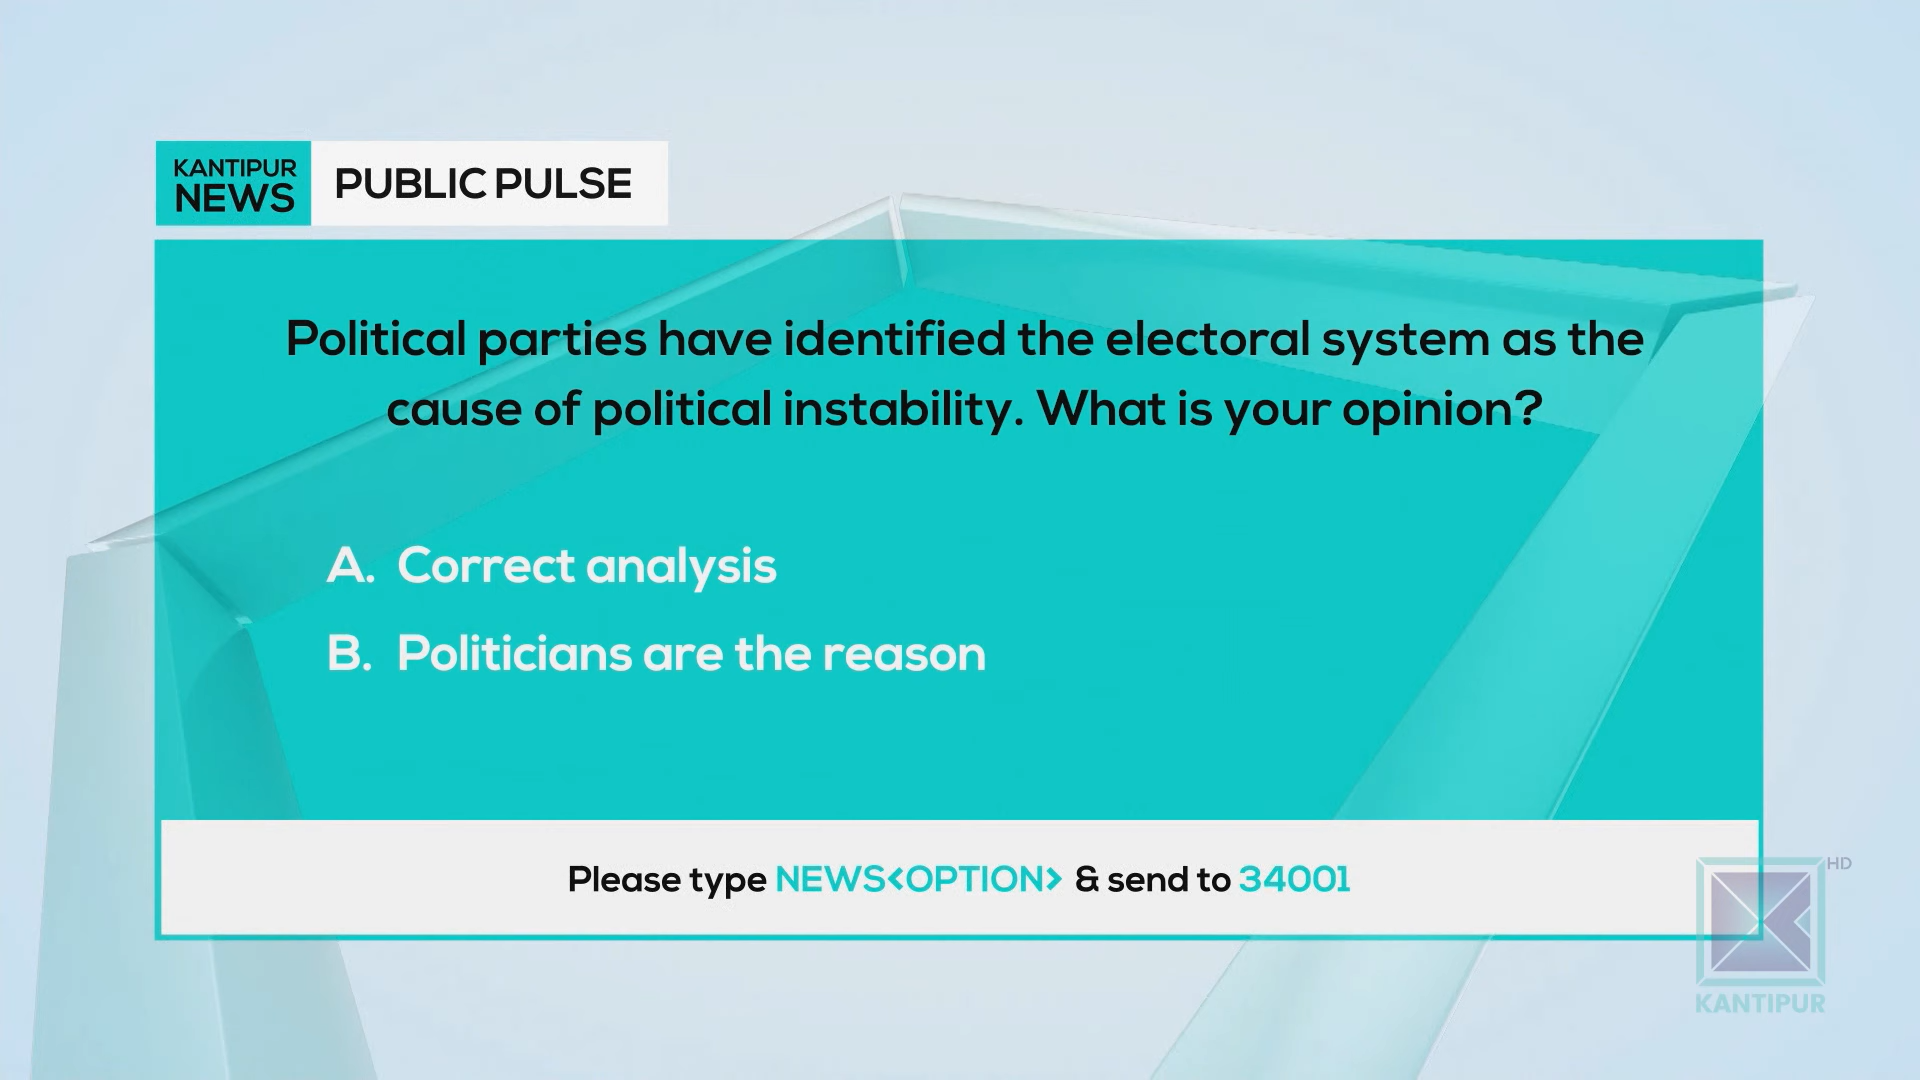 KANTIPUR
NEWS
PUBLIC PULSE
Political parties have identified the electoral system as the
cause of political instability. What is your opinion?
A. Correct analysis
B. Politicians are the reason
Please type NEWS<OPTION> & send to 34001
HD
KANTIPUR